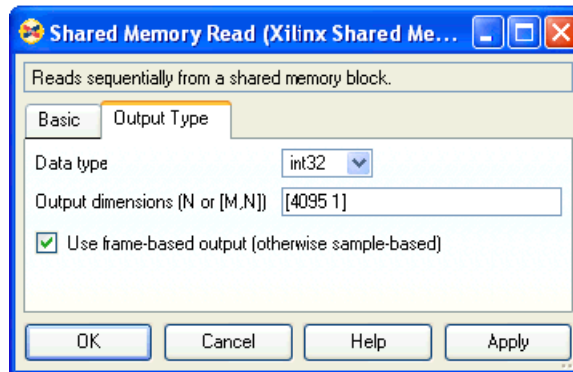 Shared Memory Read (Xilinx Shared Me...
Reads sequentially from a shared memory block.
Basic Output Type
Data type int32
Output dimensions (N or [M,N]) [4095 1]
Use frame-based output (otherwise sample-based)
OK Cancel Help Apply